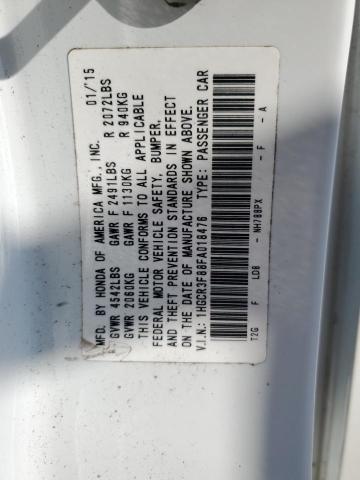 MFD. BY HONDA OF AMERICA MFG., INC. 01/15
GVWR 4542LBS GAWR F 2491LBS R 2072LBS
GVWR 2060KG GAWR F 1130KG R 940KG
THIS VEHICLE CONFORMS TO ALL APPLICABLE
FEDERAL MOTOR VEHICLE SAFETY, BUMPER,
AND THEFT PREVENTION STANDARDS IN EFFECT
ON THE DATE OF MANUFACTURE SHOWN ABOVE.
V.I.N: 1HGCR3F88FA018476 TYPE: PASSENGER CAR
T2G F LDB - NH788PX - F - A